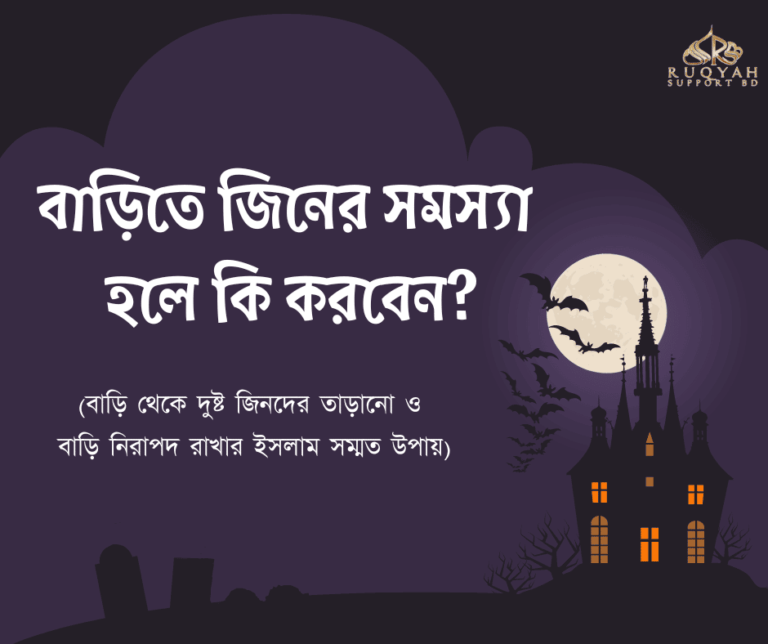 RUQYAH
SUPPORT BD
বাড়িতে জিনের সমস্যা
হলে কি করবেন?
(বাড়ি থেকে দুষ্ট জিনদের তাড়ানো ও
বাড়ি নিরাপদ রাখার ইসলাম সম্মত উপায়)